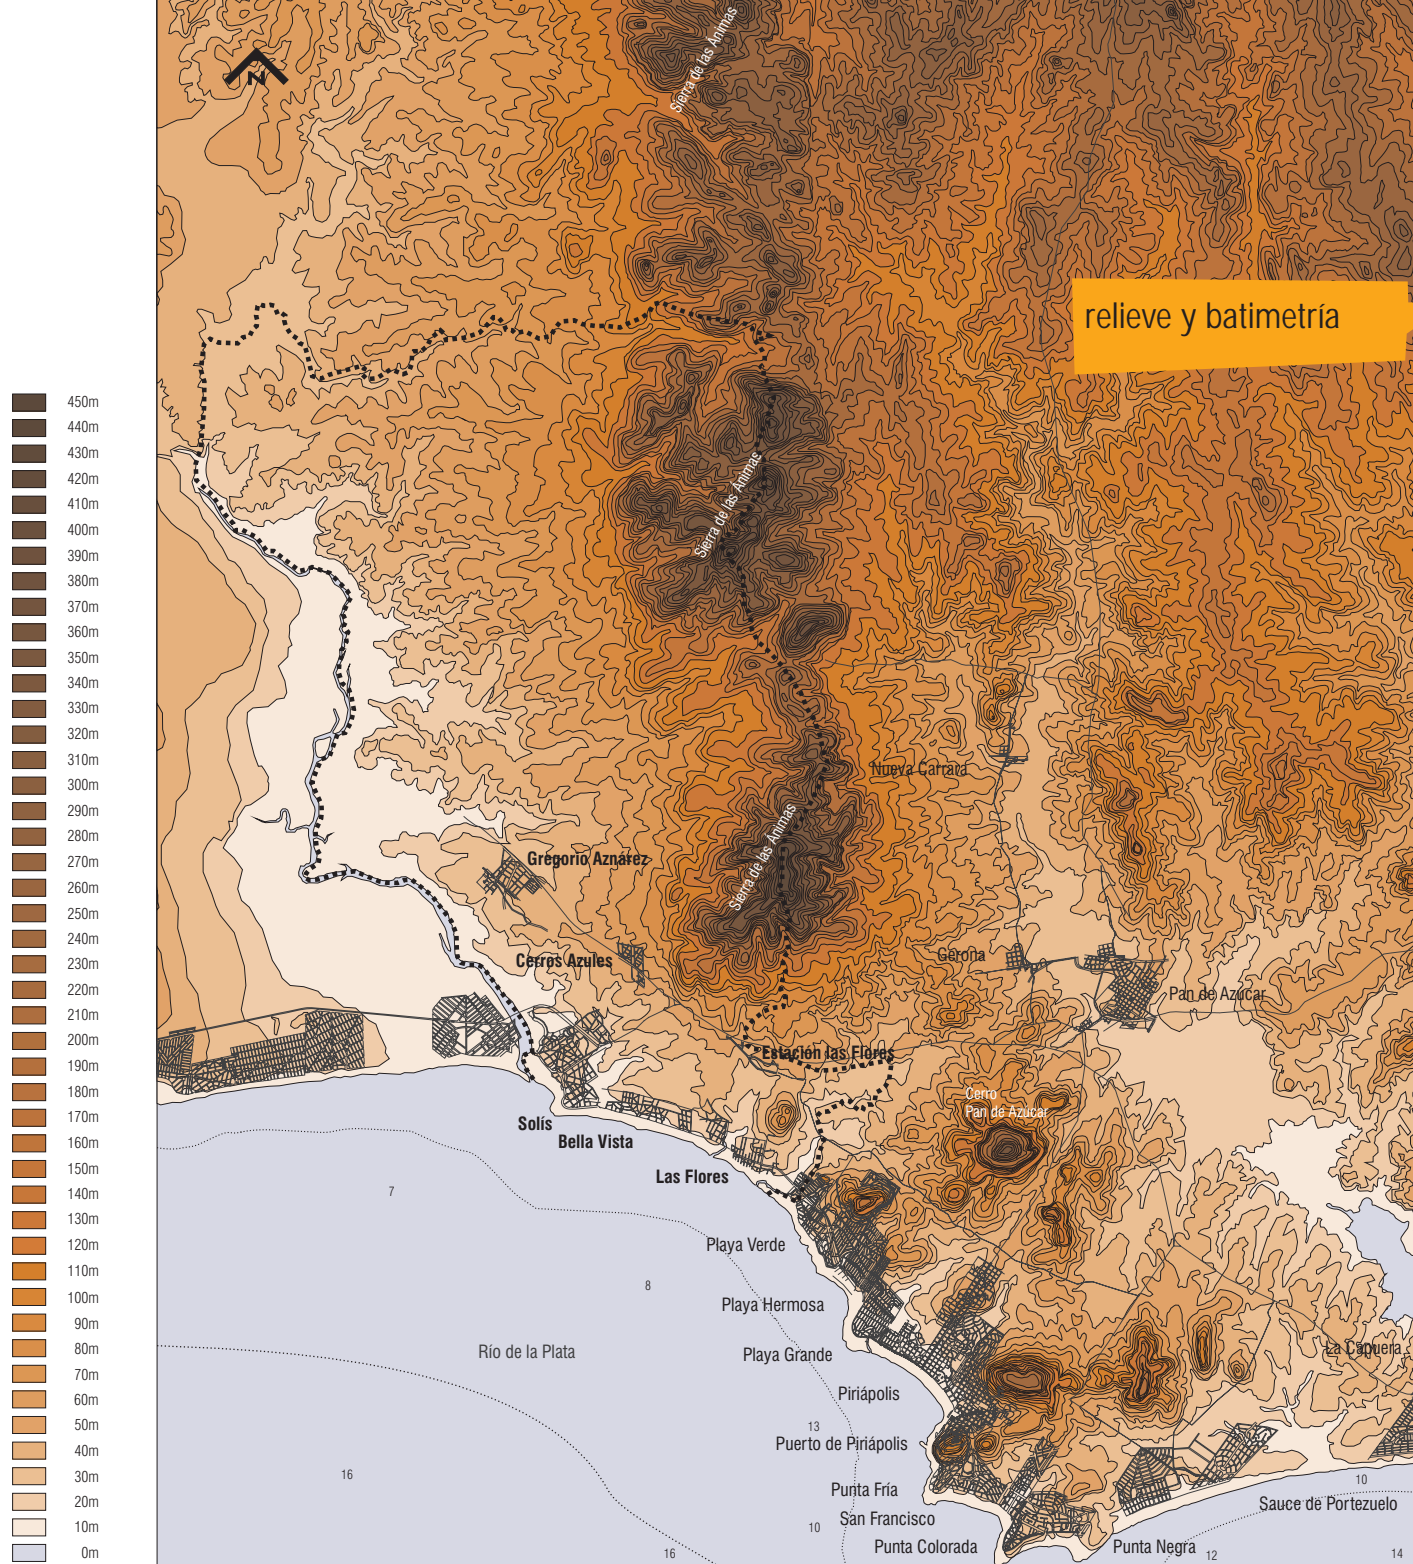 Sierra de las Ánimas
N
relieve y batimetría
450m
440m
430m
420m
410m
400m
390m
380m
370m
360m
350m
340m
330m
320m
310m
300m
290m
280m
270m
260m
250m
240m
230m
220m
210m
200m
190m
180m
170m
160m
150m
140m
130m
120m
110m
100m
90m
80m
70m
60m
50m
40m
30m
20m
10m
0m
Sierra de las Ánimas
Nueva Carrara
Sierra de las Ánimas
Gregorio Aznárez
Cerros Azules
Gerona
Pan de Azúcar
Estación las Flores
Cerro
Pan de Azúcar
Solís
Bella Vista
Las Flores
7
Playa Verde
8
Playa Hermosa
Río de la Plata
Playa Grande
La Capuera
Piriápolis
13
Puerto de Piriápolis
16
Punta Fría
10
Sauce de Portezuelo
San Francisco
10
Punta Colorada
Punta Negra
16
12
14